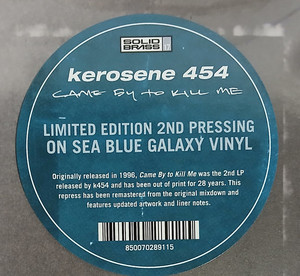 SOLID
BRASS
kerosene 454
CAME BY TO KILL ME
LIMITED EDITION 2ND PRESSING
ON SEA BLUE GALAXY VINYL
Originally released in 1996, Came By to Kill Me was the 2nd LP
released by k454 and has been out of print for 28 years. This
repress has been remastered from the original mixdown and
features updated artwork and liner notes.
850070289115